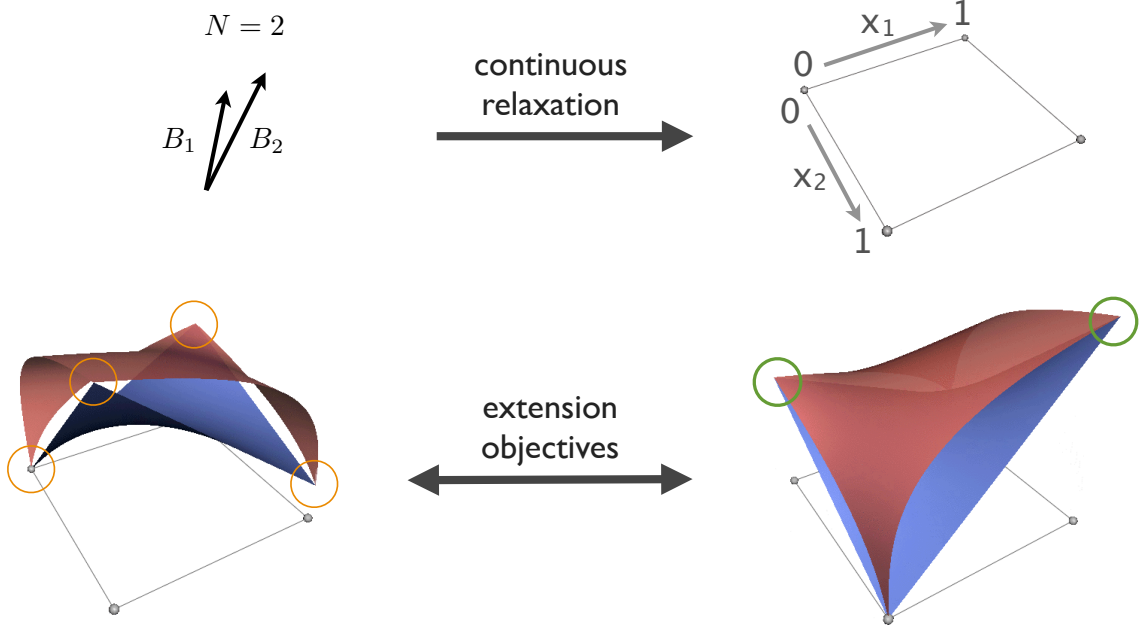 N = 2
B₁
B₂
continuous
relaxation
0
x₁
1
0
x₂
1
extension
objectives